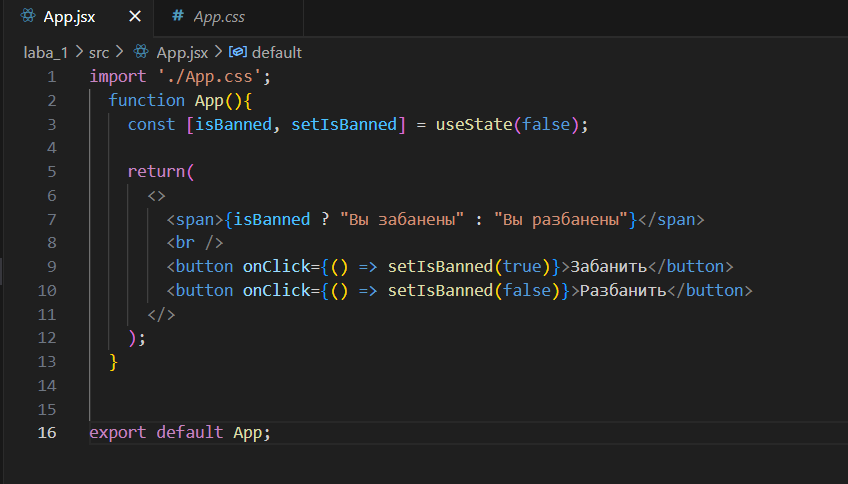 App.jsx
# App.css
laba_1 > src > App.jsx > default
1 import './App.css';
2 function App(){
3 const [isBanned, setIsBanned] = useState(false);
4
5 return(
6 <>
7 <span>{isBanned ? "Вы забанены" : "Вы разбанены"}</span>
8 <br />
9 <button onClick={() => setIsBanned(true)}>Забанить</button>
10 <button onClick={() => setIsBanned(false)}>Разбанить</button>
11 </>
12 );
13 }
14
15
16 export default App;